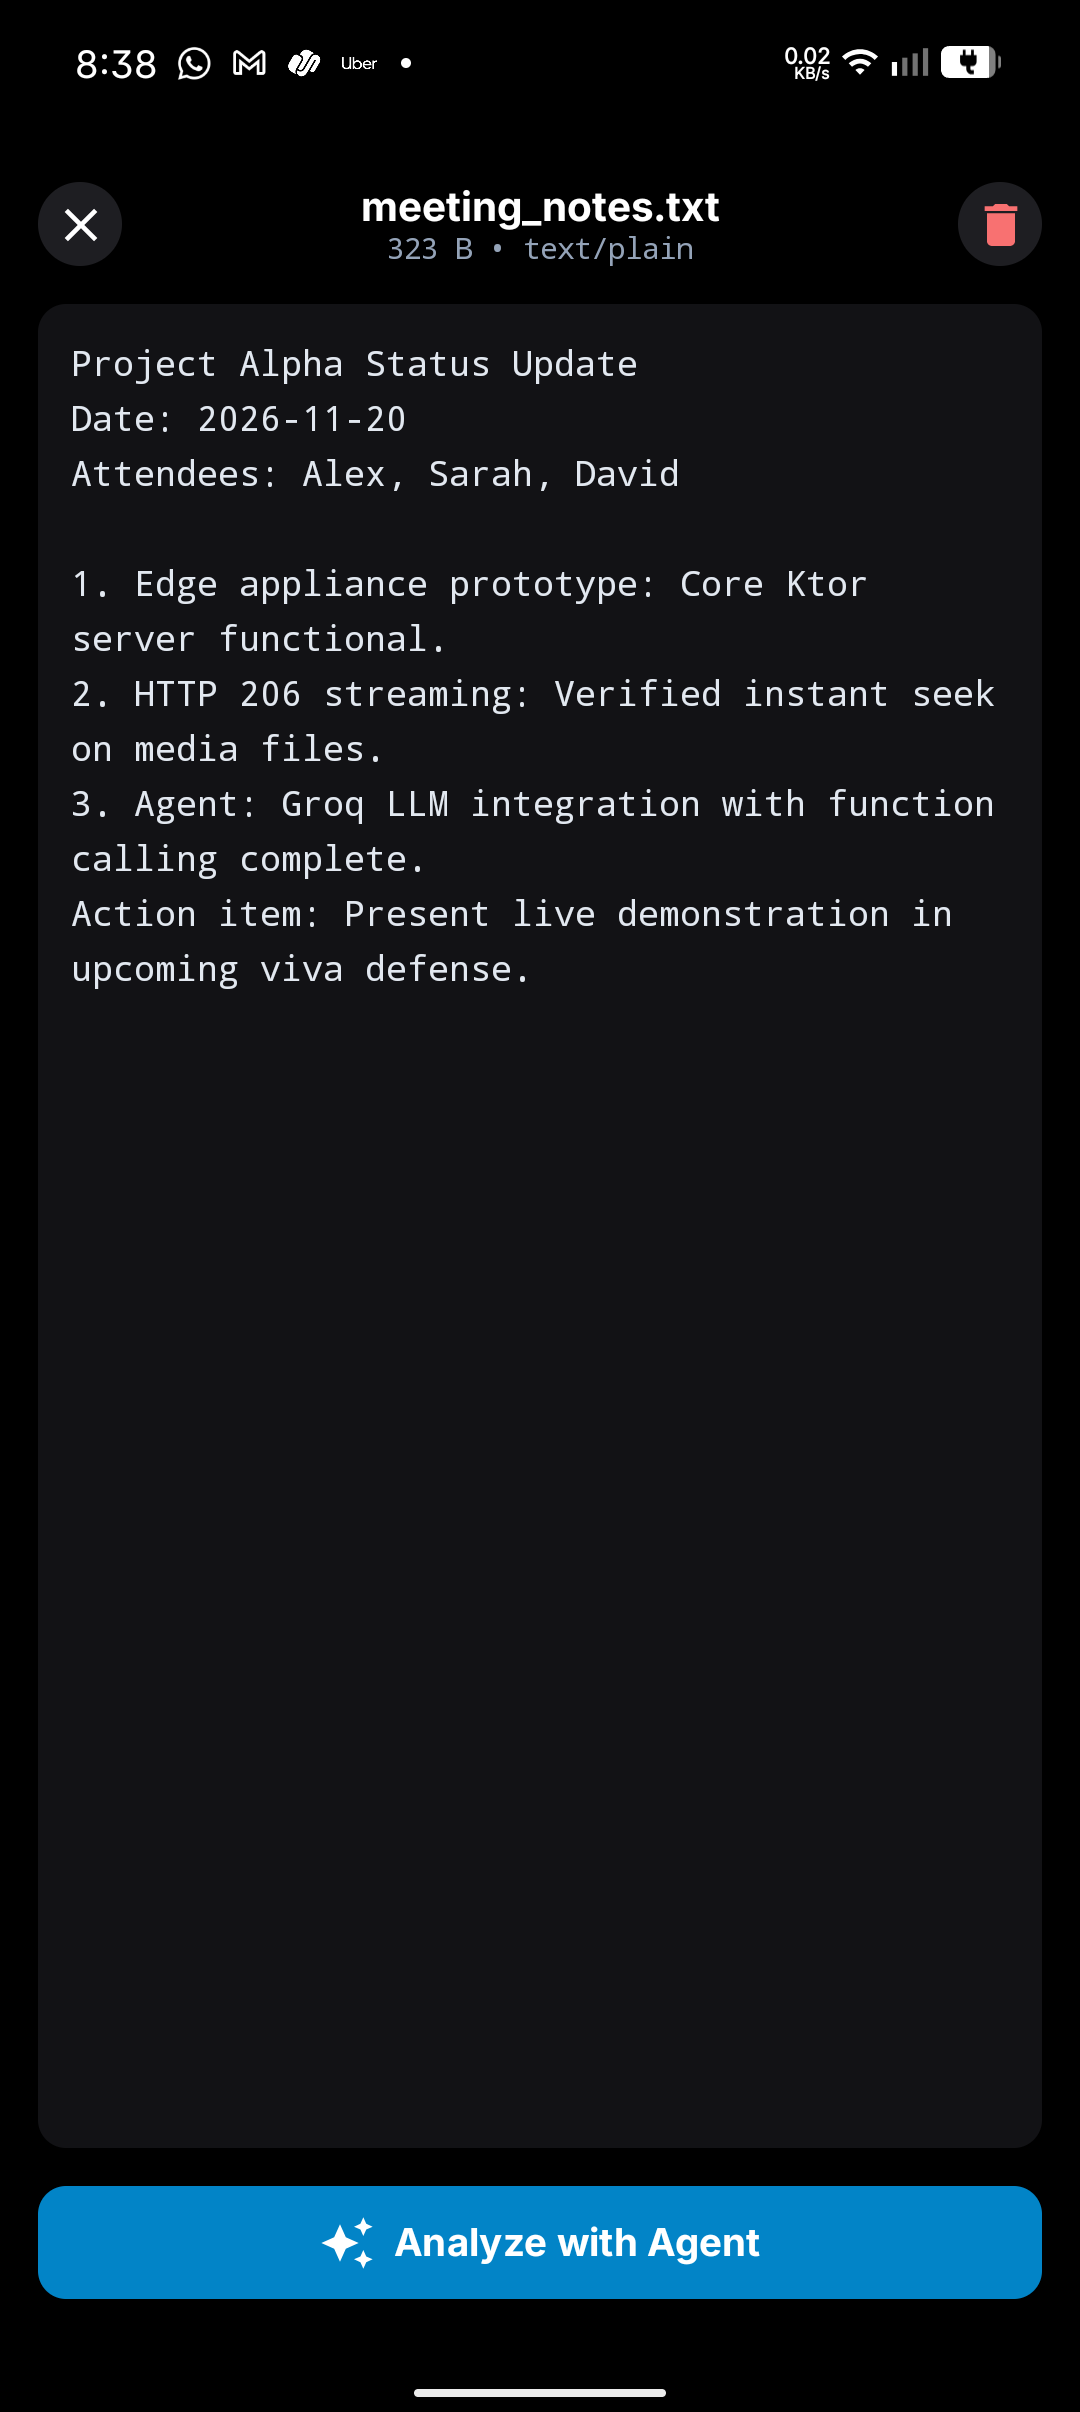 8:38 Uber 0.02 KB/s
meeting_notes.txt
323 B • text/plain
Project Alpha Status Update
Date: 2026-11-20
Attendees: Alex, Sarah, David
1. Edge appliance prototype: Core Ktor
server functional.
2. HTTP 206 streaming: Verified instant seek
on media files.
3. Agent: Groq LLM integration with function
calling complete.
Action item: Present live demonstration in
upcoming viva defense.
Analyze with Agent